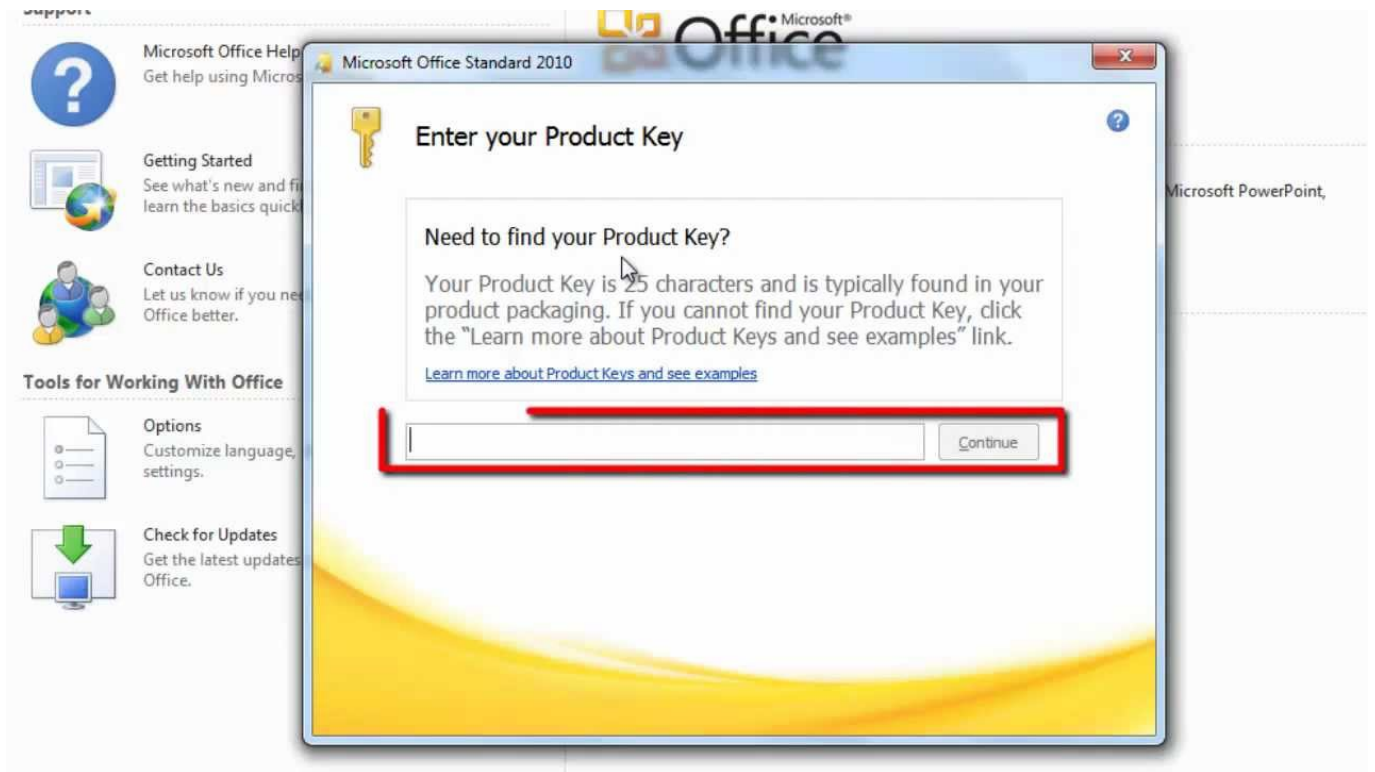 Support
Microsoft Office Help
Get help using Micros
Getting Started
See what's new and fi
learn the basics quickl
Contact Us
Let us know if you nee
Office better.
Tools for Working With Office
Options
Customize language,
settings.
Check for Updates
Get the latest updates
Office.
Microsoft®
Office
Microsoft Office Standard 2010
Enter your Product Key
Need to find your Product Key?
Your Product Key is 25 characters and is typically found in your
product packaging. If you cannot find your Product Key, click
the “Learn more about Product Keys and see examples” link.
Learn more about Product Keys and see examples
Continue
Microsoft PowerPoint,